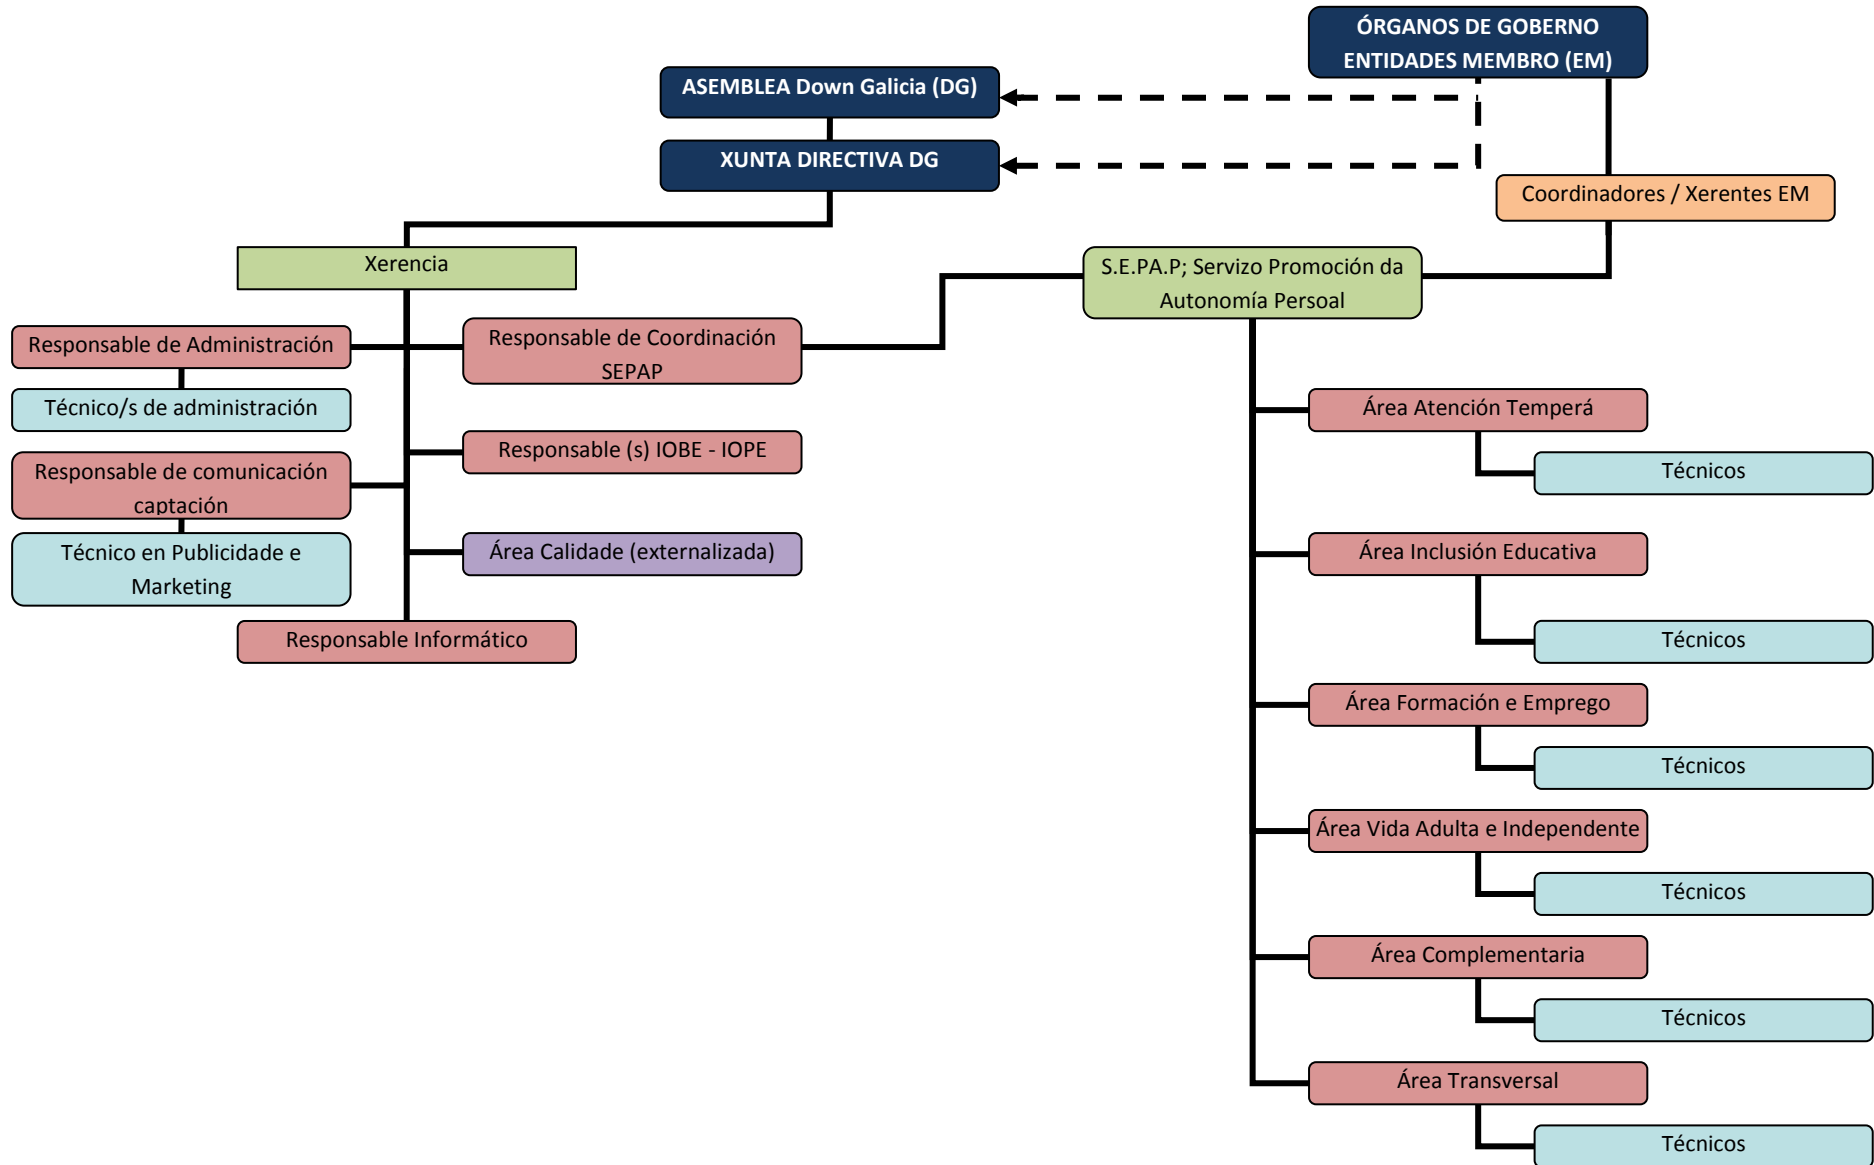 ÓRGANOS DE GOBERNO
ENTIDADES MEMBRO (EM)
ASEMBLEA Down Galicia (DG)
XUNTA DIRECTIVA DG
Coordinadores / Xerentes EM
Xerencia
S.E.PA.P; Servizo Promoción da
Autonomía Persoal
Responsable de Administración
Responsable de Coordinación
SEPAP
Técnico/s de administración
Responsable (s) IOBE - IOPE
Responsable de comunicación
captación
Área Calidade (externalizada)
Técnico en Publicidade e
Marketing
Responsable Informático
Área Atención Temperá
Técnicos
Área Inclusión Educativa
Técnicos
Área Formación e Emprego
Técnicos
Área Vida Adulta e Independente
Técnicos
Área Complementaria
Técnicos
Área Transversal
Técnicos